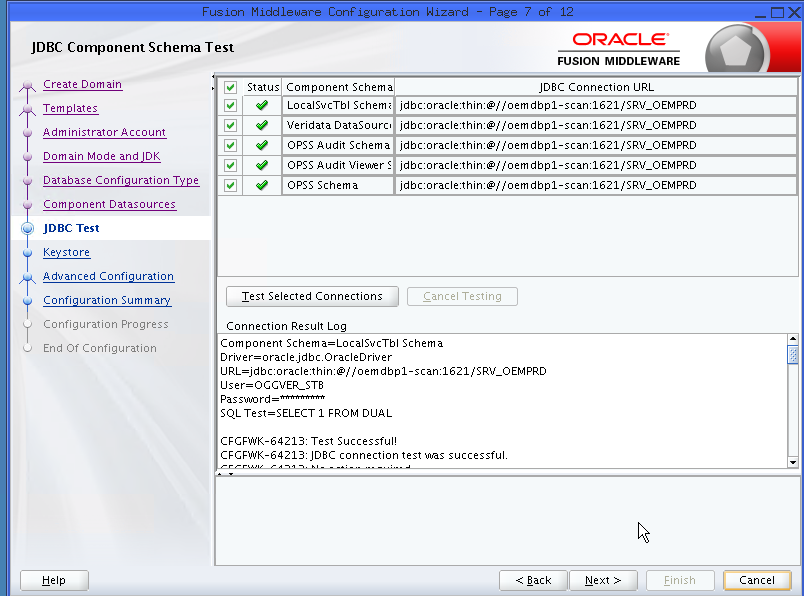 Fusion Middleware Configuration Wizard - Page 7 of 12
JDBC Component Schema Test
ORACLE
FUSION MIDDLEWARE
Create Domain
Templates
Administrator Account
Domain Mode and JDK
Database Configuration Type
Component Datasources
JDBC Test
Keystore
Advanced Configuration
Configuration Summary
Configuration Progress
End Of Configuration
Status Component Schema JDBC Connection URL
LocalSvcTbl Schema jdbc:oracle:thin:@//oemdbp1-scan:1621/SRV_OEMPRD
Veridata DataSourc jdbc:oracle:thin:@//oemdbp1-scan:1621/SRV_OEMPRD
OPSS Audit Schema jdbc:oracle:thin:@//oemdbp1-scan:1621/SRV_OEMPRD
OPSS Audit Viewer S jdbc:oracle:thin:@//oemdbp1-scan:1621/SRV_OEMPRD
OPSS Schema jdbc:oracle:thin:@//oemdbp1-scan:1621/SRV_OEMPRD
Test Selected Connections Cancel Testing
Connection Result Log
Component Schema=LocalSvcTbl Schema
Driver=oracle.jdbc.OracleDriver
URL=jdbc:oracle:thin:@//oemdbp1-scan:1621/SRV_OEMPRD
User=OGGVER_STB
Password=*********
SQL Test=SELECT 1 FROM DUAL
CFGFWK-64213: Test Successful!
CFGFWK-64213: JDBC connection test was successful.
CFGFWK-64213: No action required
Help < Back Next > Finish Cancel